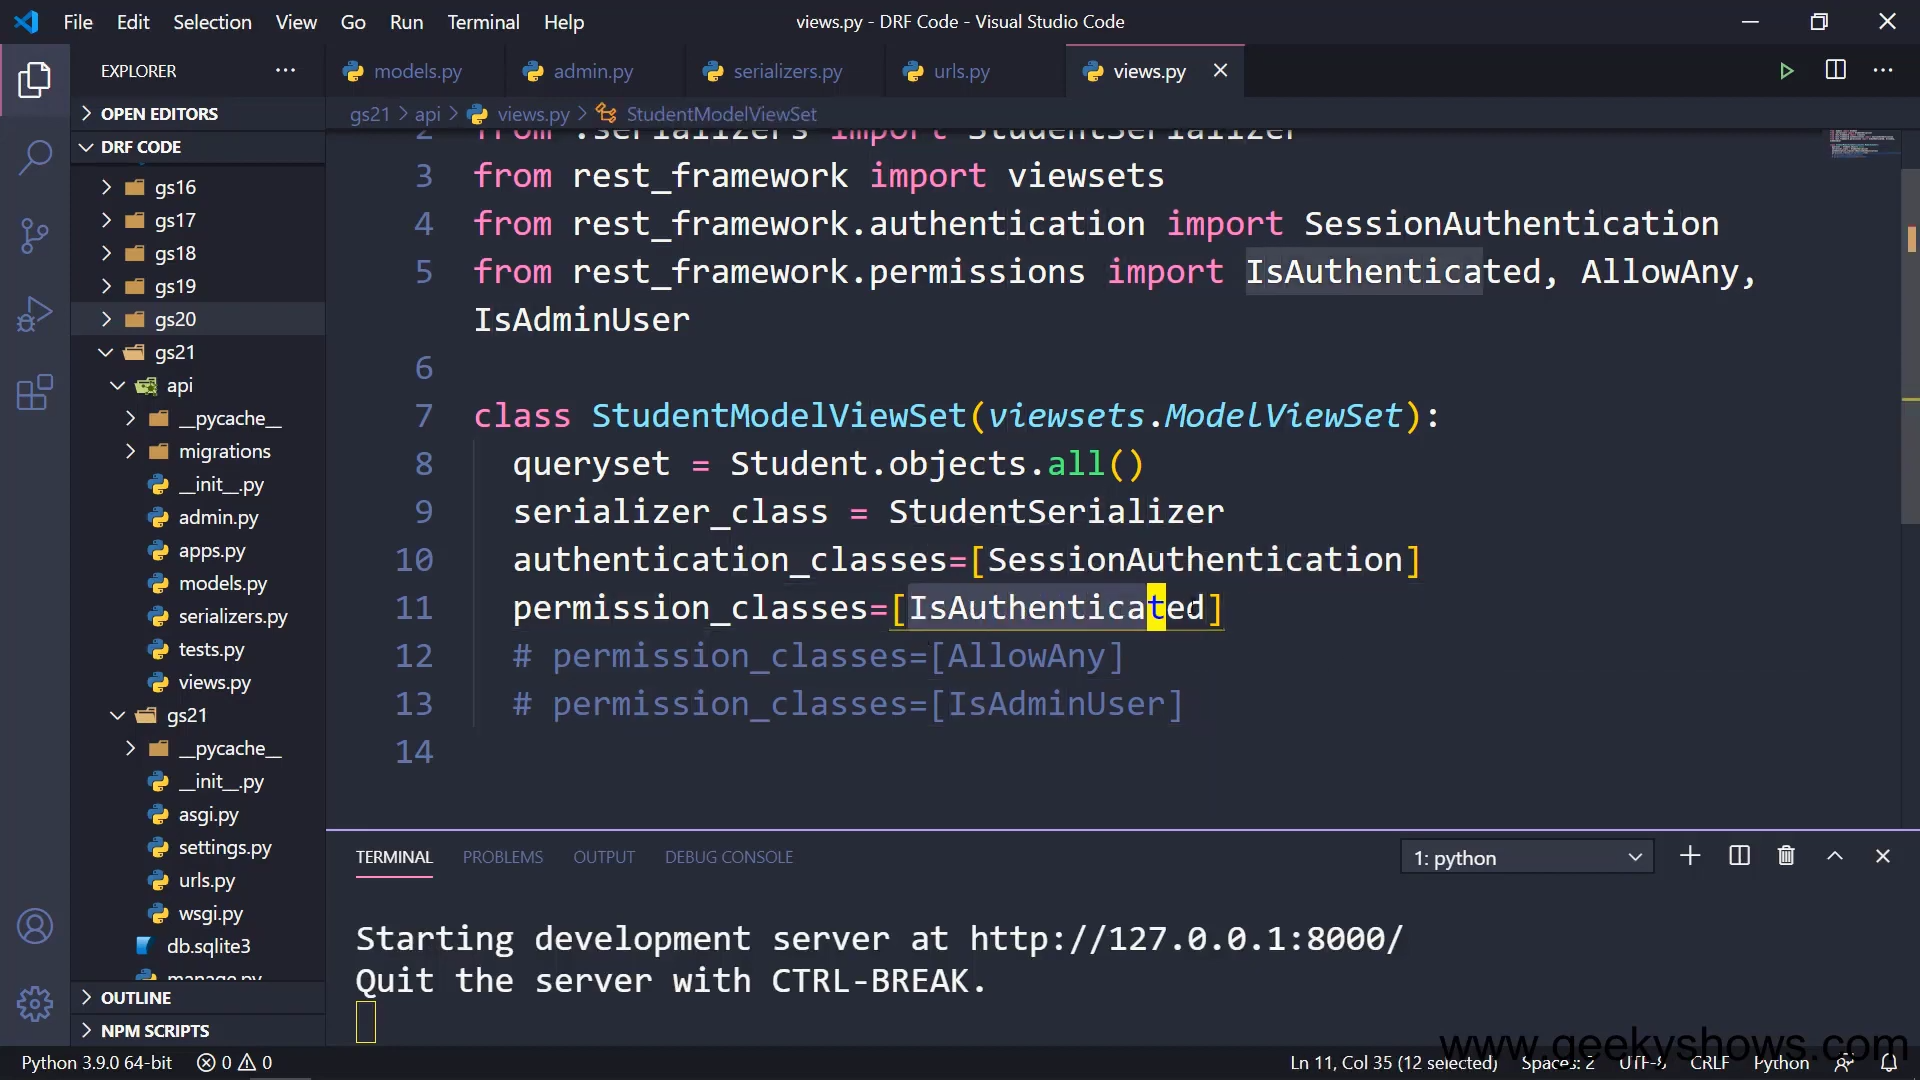 File Edit Selection View Go Run Terminal Help
views.py - DRF Code - Visual Studio Code
EXPLORER
models.py
admin.py
serializers.py
urls.py
views.py
OPEN EDITORS
gs21 > api > views.py > StudentModelViewSet
DRF CODE
gs16
gs17
gs18
gs19
gs20
gs21
api
__pycache__
migrations
__init__.py
admin.py
apps.py
models.py
serializers.py
tests.py
views.py
gs21
__pycache__
__init__.py
asgi.py
settings.py
urls.py
wsgi.py
db.sqlite3
manage.py
OUTLINE
NPM SCRIPTS
2 from .serializers import StudentSerializer
3 from rest_framework import viewsets
4 from rest_framework.authentication import SessionAuthentication
5 from rest_framework.permissions import IsAuthenticated, AllowAny,
IsAdminUser
6
7 class StudentModelViewSet(viewsets.ModelViewSet):
8 queryset = Student.objects.all()
9 serializer_class = StudentSerializer
10 authentication_classes=[SessionAuthentication]
11 permission_classes=[IsAuthenticated]
12 # permission_classes=[AllowAny]
13 # permission_classes=[IsAdminUser]
14
TERMINAL PROBLEMS OUTPUT DEBUG CONSOLE
1: python
Starting development server at http://127.0.0.1:8000/
Quit the server with CTRL-BREAK.
www.geekyshows.com
Python 3.9.0 64-bit 0 0
Ln 11, Col 35 (12 selected) Spaces: 2 UTF-8 CRLF Python